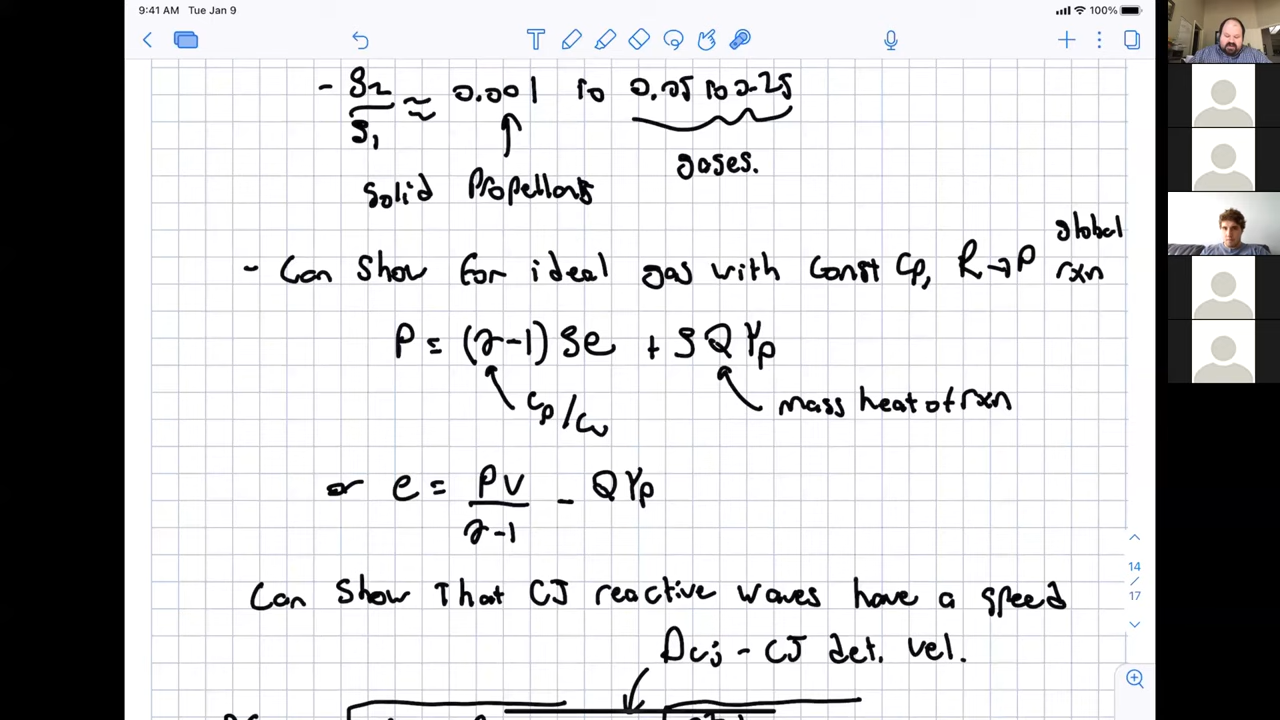 9:41 AM Tue Jan 9
100%
- ρ₂/ρ₁ ≈ 0.001 to 0.05 to 0.25
gases.
Solid Propellants
- Can show for ideal gas with const Cp, R→P global rxn
P = (γ-1) ρe + ρQYp
Cp/Cv
mass heat of rxn
or e = Pv/(γ-1) - QYp
14
/
17
Can show that CJ reactive waves have a speed
Dcj - CJ det. vel.